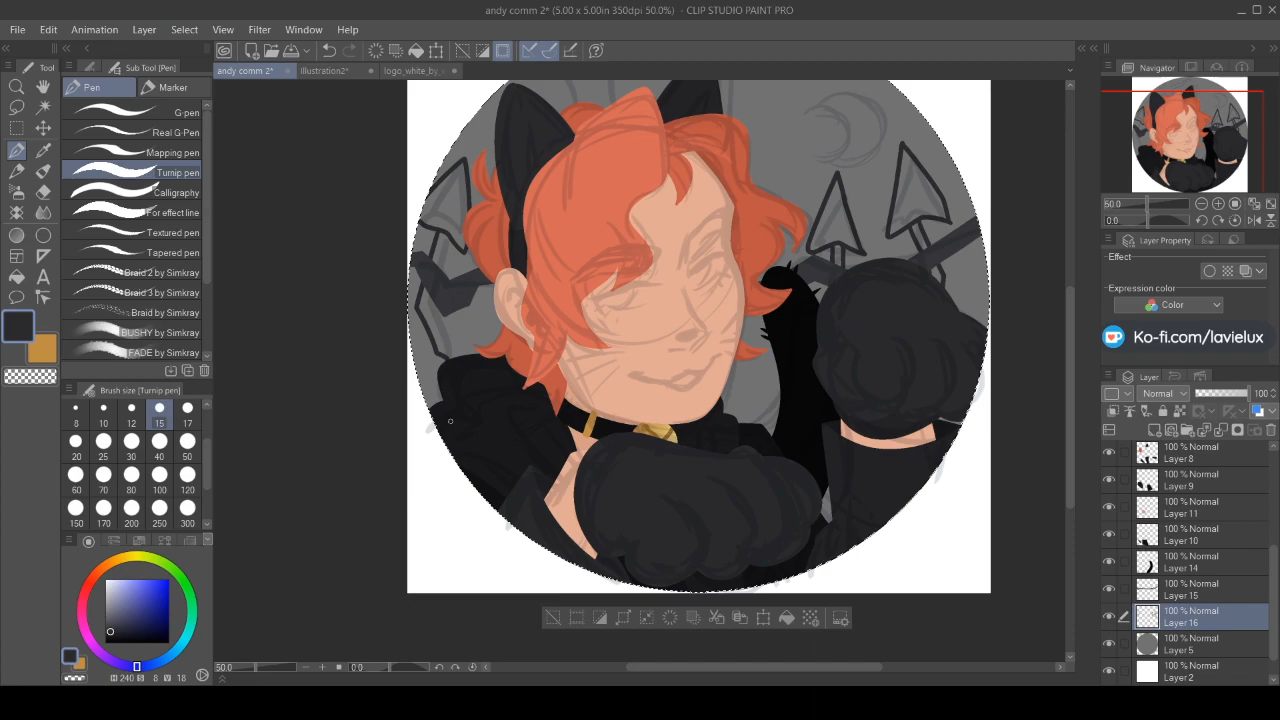 andy comm 2* (5.00 x 5.00in 350dpi 50.0%) - CLIP STUDIO PAINT PRO
File Edit Animation Layer Select View Filter Window Help
Tool
Sub Tool [Pen]
andy comm 2*
Illustration2*
logo_white_by_
Navigator
Pen
Marker
G-pen
Real G-Pen
Mapping pen
Turnip pen
Calligraphy
For effect line
Textured pen
Tapered pen
Braid 2 by Simkray
Braid 3 by Simkray
Braid by Simkray
BUSHY by Simkray
FADE by Simkray
Brush size [Turnip pen]
8 10 12 15 17
20 25 30 40 50
60 70 80 100 120
150 170 200 250 300
H 240 S 8 V 18
50.0
0.0
50.0
0.0
Layer Property
Effect
Expression color
Color
Ko-fi.com/lavielux
Layer
Normal
100
100 % Normal
Layer 8
100 % Normal
Layer 9
100 % Normal
Layer 11
100 % Normal
Layer 10
100 % Normal
Layer 14
100 % Normal
Layer 15
100 % Normal
Layer 16
100 % Normal
Layer 5
100 % Normal
Layer 2